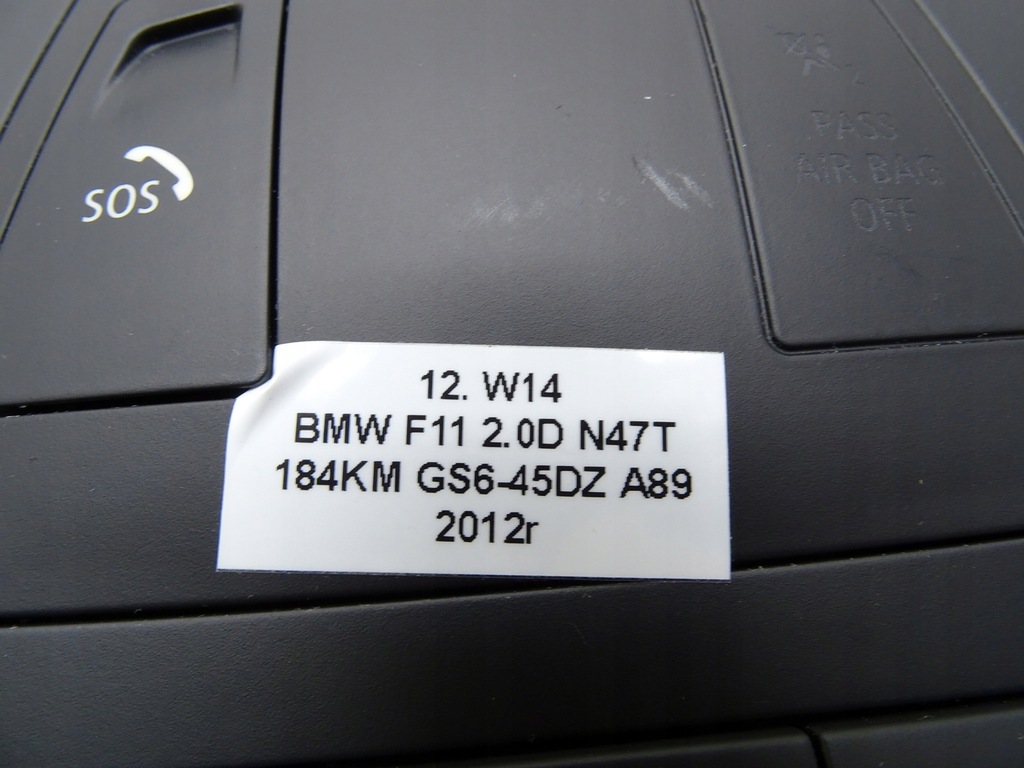 SOS
PASS
AIR BAG
OFF
12. W14
BMW F11 2.0D N47T
184KM GS6-45DZ A89
2012r